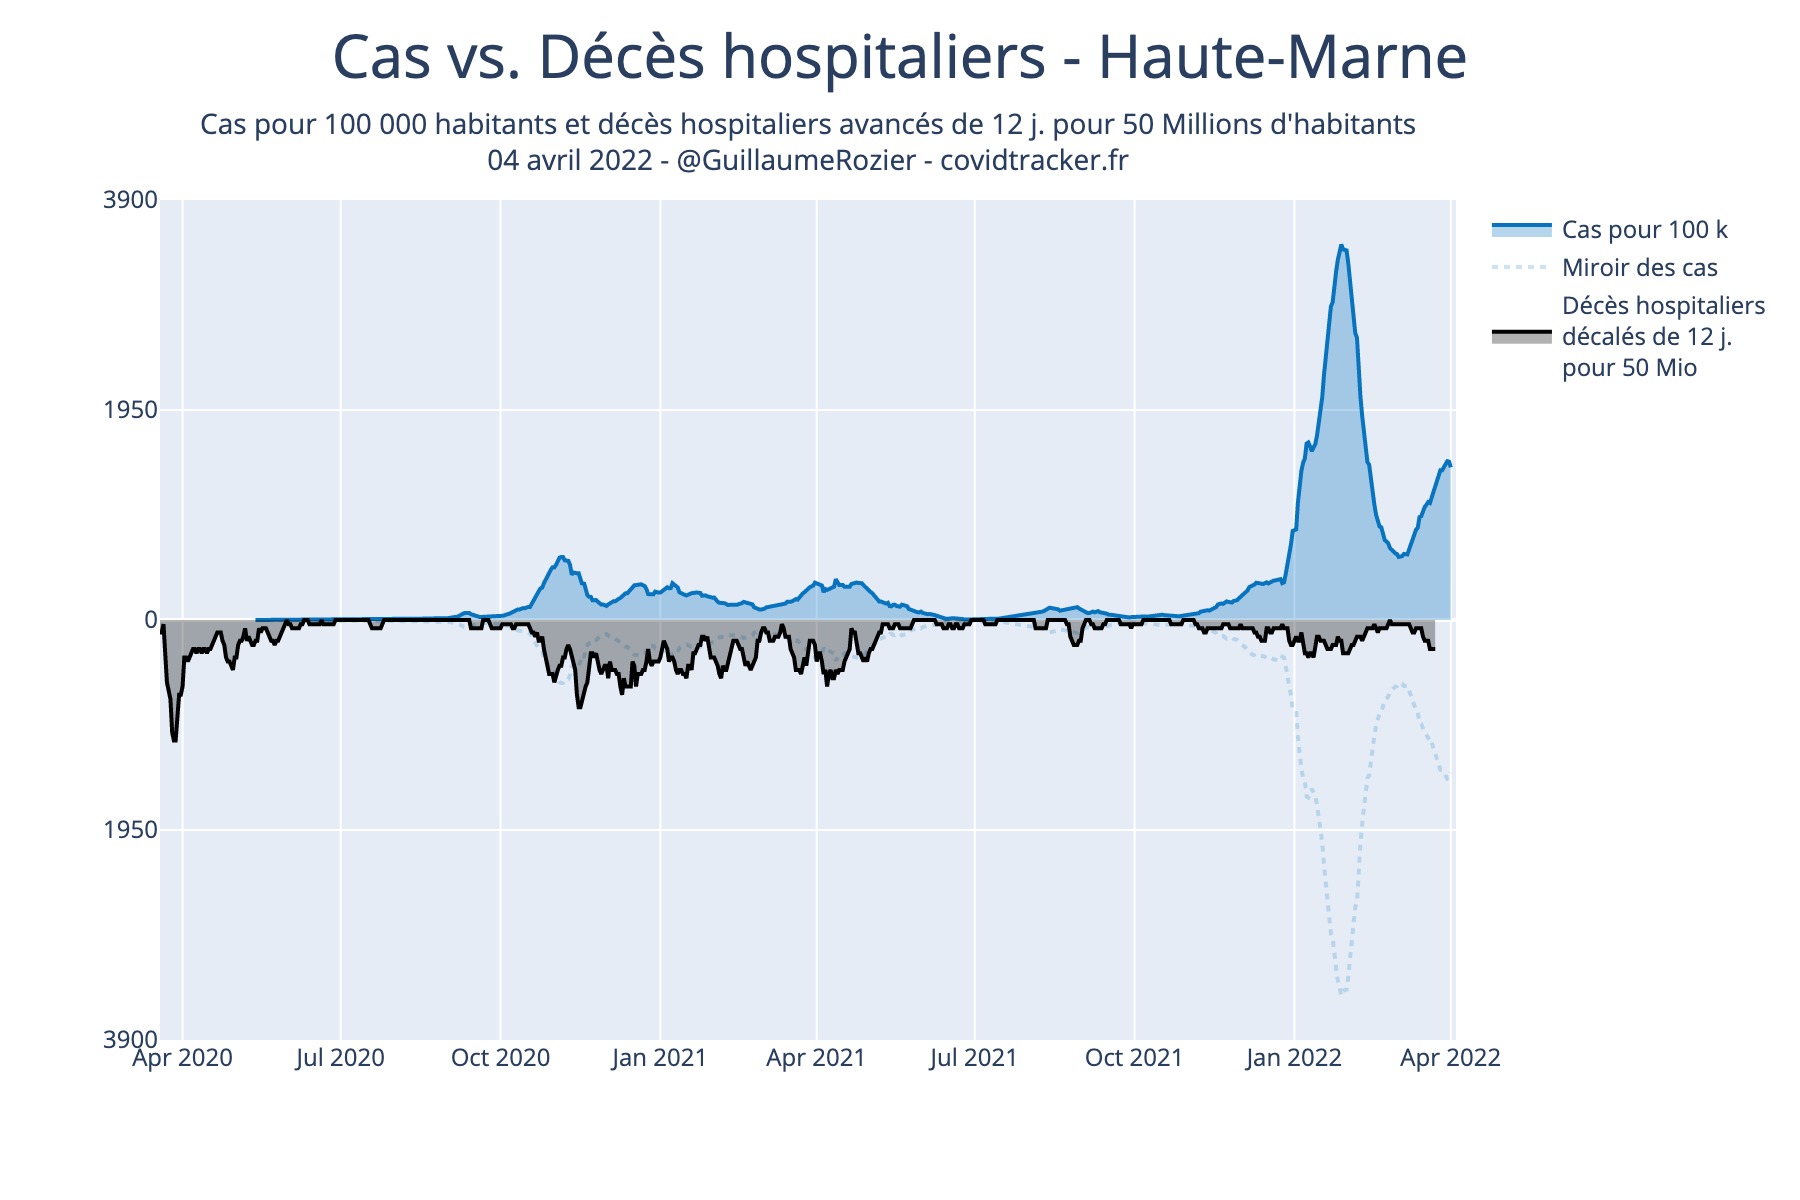 Cas vs. Décès hospitaliers - Haute-Marne
Cas pour 100 000 habitants et décès hospitaliers avancés de 12 j. pour 50 Millions d'habitants
04 avril 2022 - @GuillaumeRozier - covidtracker.fr
3900
1950
0
1950
3900
Apr 2020
Jul 2020
Oct 2020
Jan 2021
Apr 2021
Jul 2021
Oct 2021
Jan 2022
Apr 2022
Cas pour 100 k
Miroir des cas
Décès hospitaliers
décalés de 12 j.
pour 50 Mio